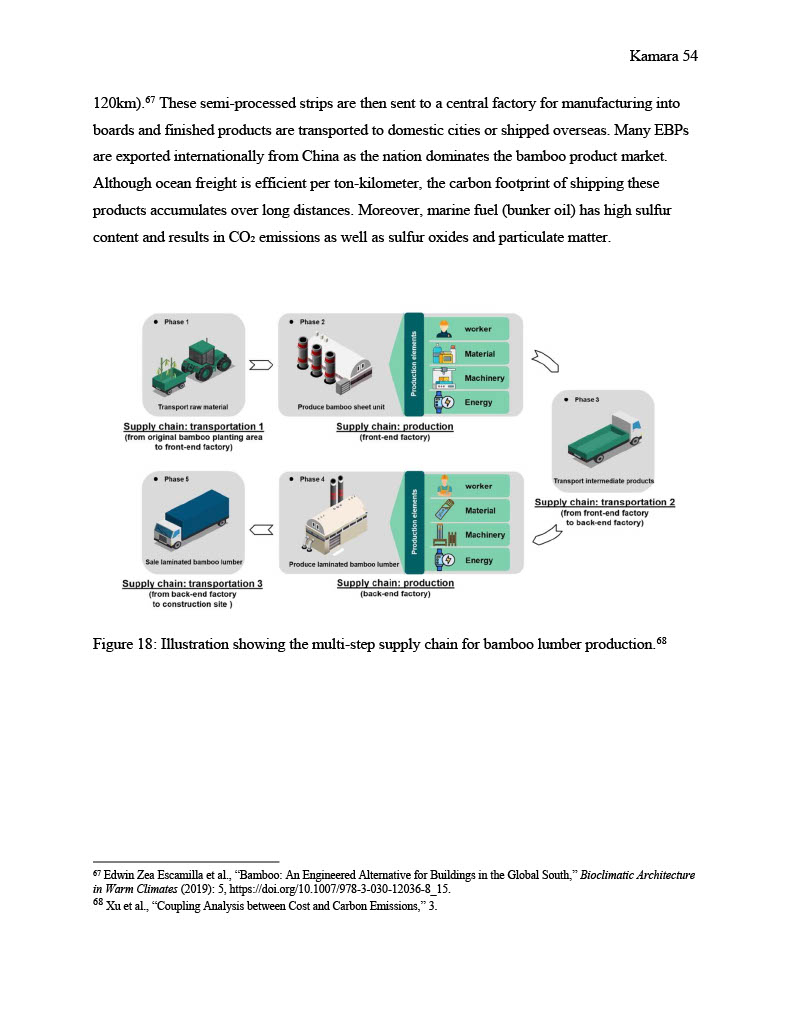 Kamara 54
120km).⁶⁷ These semi-processed strips are then sent to a central factory for manufacturing into
boards and finished products are transported to domestic cities or shipped overseas. Many EBPs
are exported internationally from China as the nation dominates the bamboo product market.
Although ocean freight is efficient per ton-kilometer, the carbon footprint of shipping these
products accumulates over long distances. Moreover, marine fuel (bunker oil) has high sulfur
content and results in CO₂ emissions as well as sulfur oxides and particulate matter.
• Phase 1
Transport raw material
Supply chain: transportation 1
(from original bamboo planting area
to front-end factory)
• Phase 2
Produce bamboo sheet unit
Production elements
worker
Material
Machinery
Energy
Supply chain: production
(front-end factory)
• Phase 3
Transport intermediate products
Supply chain: transportation 2
(from front-end factory
to back-end factory)
• Phase 4
Produce laminated bamboo lumber
Production elements
worker
Material
Machinery
Energy
Supply chain: production
(back-end factory)
• Phase 5
Sale laminated bamboo lumber
Supply chain: transportation 3
(from back-end factory
to construction site )
Figure 18: Illustration showing the multi-step supply chain for bamboo lumber production.⁶⁸
⁶⁷ Edwin Zea Escamilla et al., “Bamboo: An Engineered Alternative for Buildings in the Global South,” Bioclimatic Architecture
in Warm Climates (2019): 5, https://doi.org/10.1007/978-3-030-12036-8_15.
⁶⁸ Xu et al., “Coupling Analysis between Cost and Carbon Emissions,” 3.